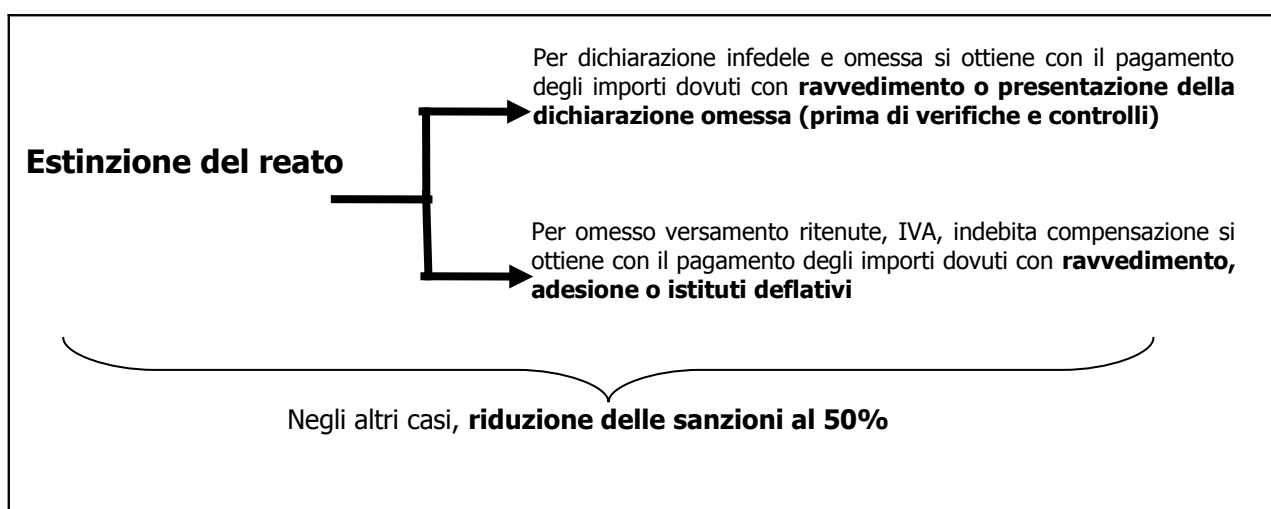 Per dichiarazione infedele e omessa si ottiene con il pagamento
degli importi dovuti con ravvedimento o presentazione della
dichiarazione omessa (prima di verifiche e controlli)
Estinzione del reato
Per omesso versamento ritenute, IVA, indebita compensazione si
ottiene con il pagamento degli importi dovuti con ravvedimento,
adesione o istituti deflativi
Negli altri casi, riduzione delle sanzioni al 50%